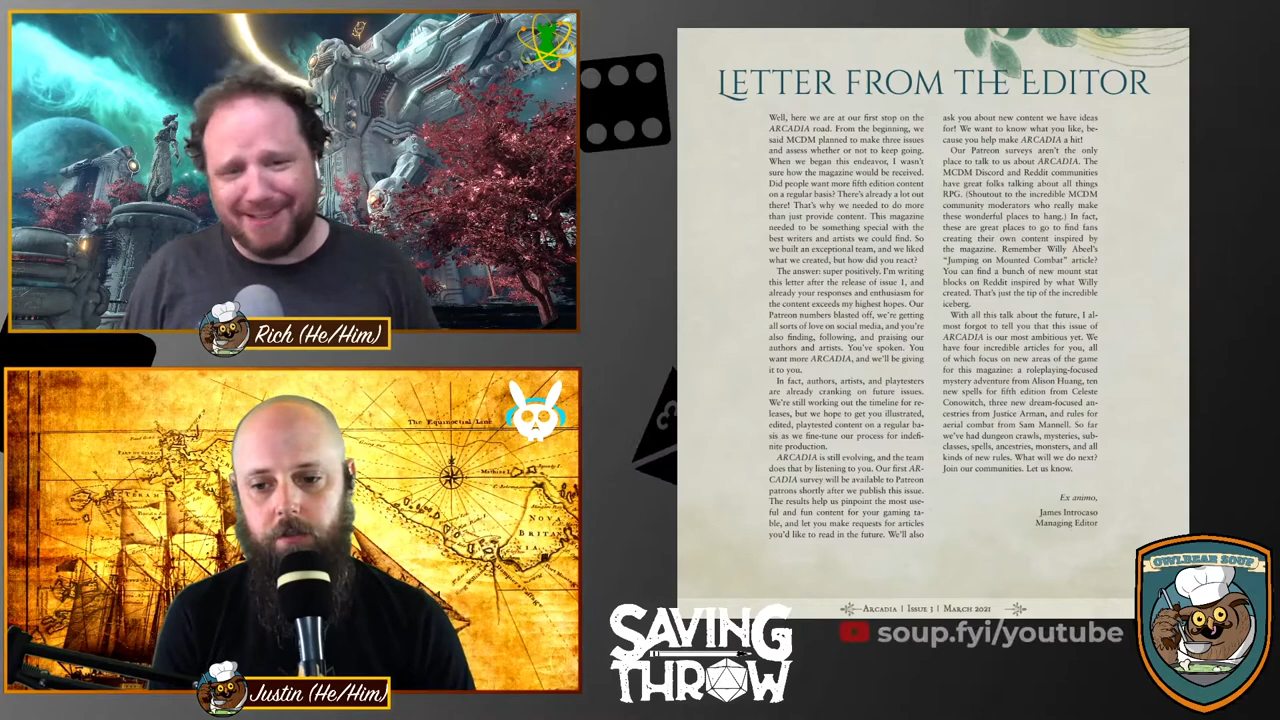 Rich (He/Him)
The Equinoctial Line
Justin (He/Him)
LETTER FROM THE EDITOR
Well, here we are at our first stop on the
ARCADIA road. From the beginning, we
said MCDM planned to make three issues
and assess whether or not to keep going.
When we began this endeavor, I wasn't
sure how the magazine would be received.
Did people want more fifth edition content
on a regular basis? There's already a lot out
there! That's why we needed to do more
than just provide content. This magazine
needed to be something special with the
best writers and artists we could find. So
we built an exceptional team, and we liked
what we created, but how did you react?
The answer: super positively. I'm writing
this letter after the release of issue 1, and
already your responses and enthusiasm for
the content exceeds my highest hopes. Our
Patreon numbers blasted off, we're getting
all sorts of love on social media, and you're
also finding, following, and praising our
authors and artists. You've spoken. You
want more ARCADIA, and we'll be giving
it to you.
In fact, authors, artists, and playtesters
are already cranking on future issues.
We're still working out the timeline for re-
leases, but we hope to get you illustrated,
edited, playtested content on a regular ba-
sis as we fine-tune our process for indefi-
nite production.
ARCADIA is still evolving, and the team
does that by listening to you. Our first AR-
CADIA survey will be available to Patreon
patrons shortly after we publish this issue.
The results help us pinpoint the most use-
ful and fun content for your gaming ta-
ble, and let you make requests for articles
you'd like to read in the future. We'll also
ask you about new content we have ideas
for! We want to know what you like, be-
cause you help make ARCADIA a hit!
Our Patreon surveys aren't the only
place to talk to us about ARCADIA. The
MCDM Discord and Reddit communities
have great folks talking about all things
RPG. (Shoutout to the incredible MCDM
community moderators who really make
these wonderful places to hang.) In fact,
these are great places to go to find fans
creating their own content inspired by
the magazine. Remember Willy Abeel's
"Jumping on Mounted Combat" article?
You can find a bunch of new mount stat
blocks on Reddit inspired by what Willy
created. That's just the tip of the incredible
iceberg.
With all this talk about the future, I al-
most forgot to tell you that this issue of
ARCADIA is our most ambitious yet. We
have four incredible articles for you, all
of which focus on new areas of the game
for this magazine: a roleplaying-focused
mystery adventure from Alison Huang, ten
new spells for fifth edition from Celeste
Conowitch, three new dream-focused an-
cestries from Justice Arman, and rules for
aerial combat from Sam Mannell. So far
we've had dungeon crawls, mysteries, sub-
classes, spells, ancestries, monsters, and all
kinds of new rules. What will we do next?
Join our communities. Let us know.
Ex animo,
James Introcaso
Managing Editor
ARCADIA | ISSUE 3 | MARCH 2021
SAVING
THROW
soup.fyi/youtube
OWLBEAR SOUP